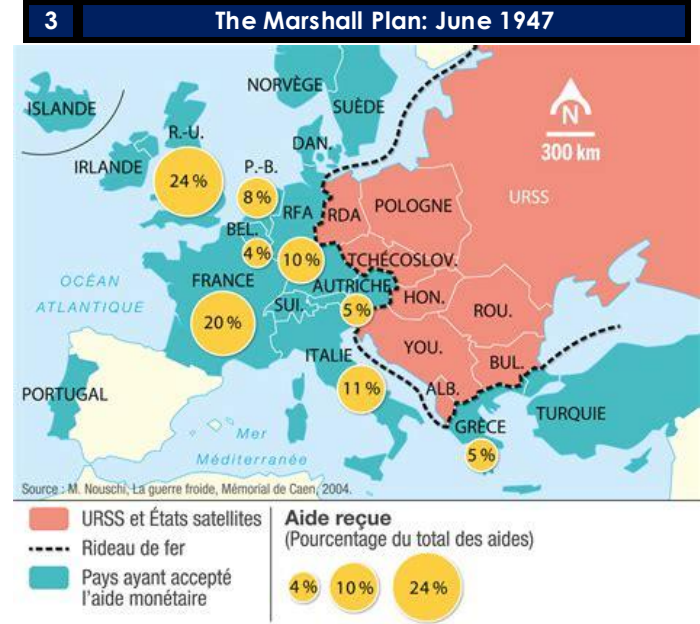 3 The Marshall Plan: June 1947
NORVÈGE
ISLANDE
SUÈDE
R.-U.
N
DAN.
300 km
IRLANDE
P.-B.
24 %
8 %
URSS
RFA
RDA
POLOGNE
BEL.
4 %
10 %
TCHÉCOSLOV.
OCÉAN
ATLANTIQUE
FRANCE
AUTRICHE
SUI.
HON.
5 %
ROU.
20 %
YOU.
ITALIE
BUL.
11 %
ALB.
PORTUGAL
TURQUIE
GRÈCE
Mer
Méditerranée
5 %
Source : M. Nouschi, La guerre froide, Mémorial de Caen, 2004.
URSS et États satellites
Rideau de fer
Pays ayant accepté
l'aide monétaire
Aide reçue
(Pourcentage du total des aides)
4 % 10 % 24 %